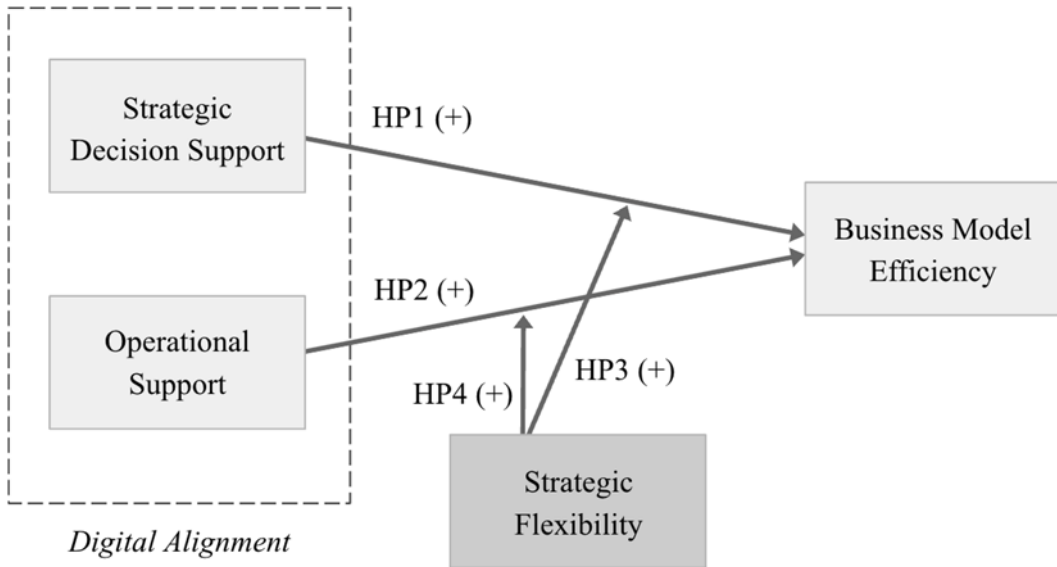 Strategic
Decision Support
HP1 (+)
Business Model
Efficiency
HP2 (+)
Operational
Support
HP3 (+)
HP4 (+)
Strategic
Flexibility
Digital Alignment